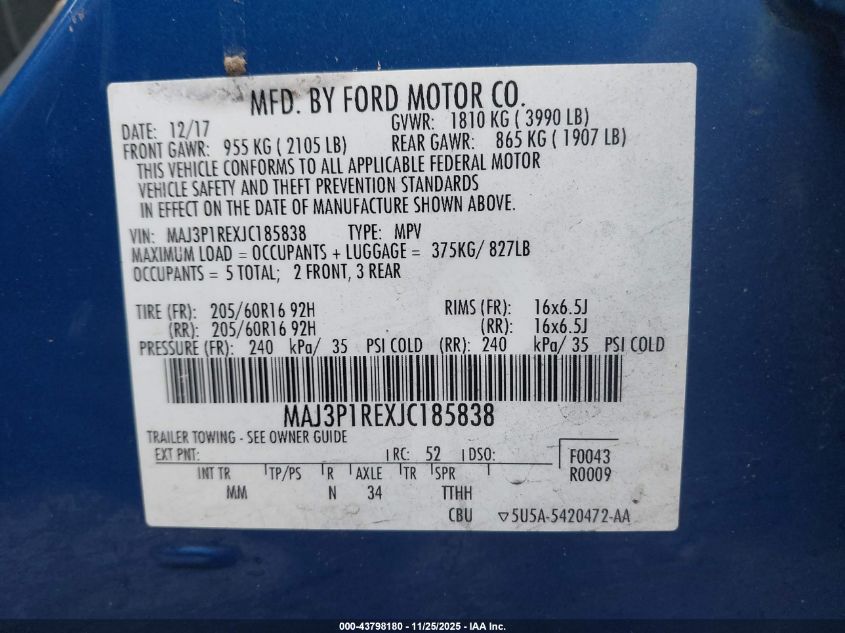 MFD. BY FORD MOTOR CO.
DATE: 12/17 GVWR: 1810 KG ( 3990 LB)
FRONT GAWR: 955 KG ( 2105 LB) REAR GAWR: 865 KG ( 1907 LB)
THIS VEHICLE CONFORMS TO ALL APPLICABLE FEDERAL MOTOR
VEHICLE SAFETY AND THEFT PREVENTION STANDARDS
IN EFFECT ON THE DATE OF MANUFACTURE SHOWN ABOVE.
VIN: MAJ3P1REXJC185838 TYPE: MPV
MAXIMUM LOAD = OCCUPANTS + LUGGAGE = 375KG/ 827LB
OCCUPANTS = 5 TOTAL; 2 FRONT, 3 REAR
TIRE (FR): 205/60R16 92H RIMS (FR): 16x6.5J
(RR): 205/60R16 92H (RR): 16x6.5J
PRESSURE (FR): 240 kPa/ 35 PSI COLD (RR): 240 kPa/ 35 PSI COLD
MAJ3P1REXJC185838
TRAILER TOWING - SEE OWNER GUIDE
EXT PNT: RC: 52 DSO: F0043
INT TR TP/PS R AXLE TR SPR R0009
MM N 34 TTHH
CBU ▽5U5A-5420472-AA
000-43798180 - 11/25/2025 - IAA Inc.